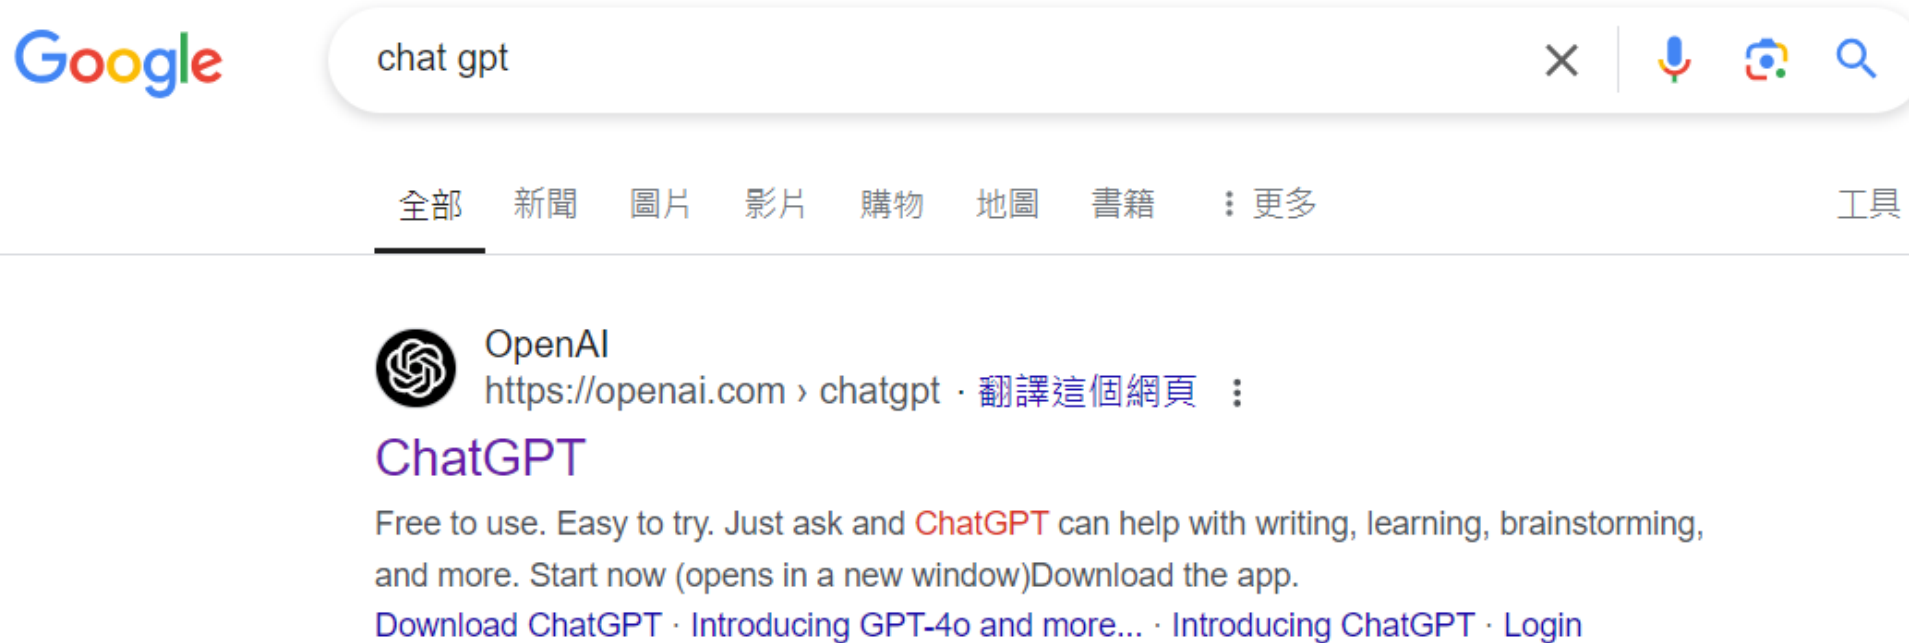 Google
chat gpt
全部 新聞 圖片 影片 購物 地圖 書籍 ⋮ 更多 工具
OpenAI
https://openai.com › chatgpt · 翻譯這個網頁 ⋮
ChatGPT
Free to use. Easy to try. Just ask and ChatGPT can help with writing, learning, brainstorming,
and more. Start now (opens in a new window)Download the app.
Download ChatGPT · Introducing GPT-4o and more... · Introducing ChatGPT · Login